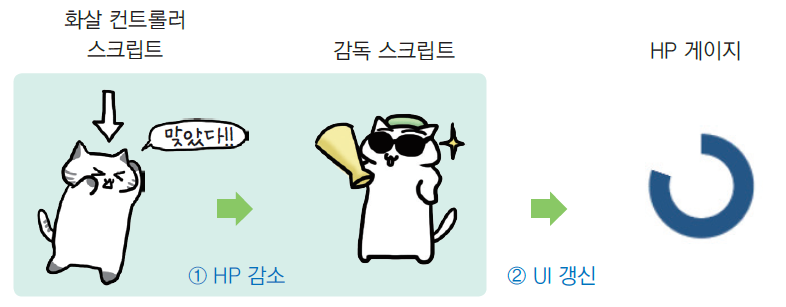 화살 컨트롤러
스크립트
감독 스크립트
HP 게이지
맞았다!!
① HP 감소
② UI 갱신